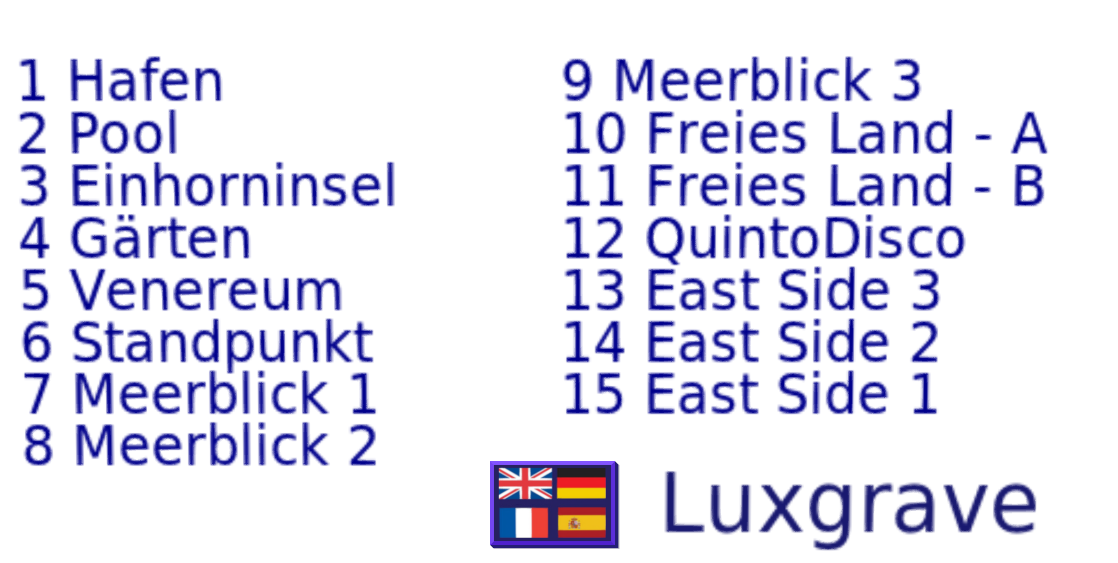 1 Hafen
2 Pool
3 Einhorninsel
4 Gärten
5 Venereum
6 Standpunkt
7 Meerblick 1
8 Meerblick 2
9 Meerblick 3
10 Freies Land - A
11 Freies Land - B
12 QuintoDisco
13 East Side 3
14 East Side 2
15 East Side 1
Luxgrave